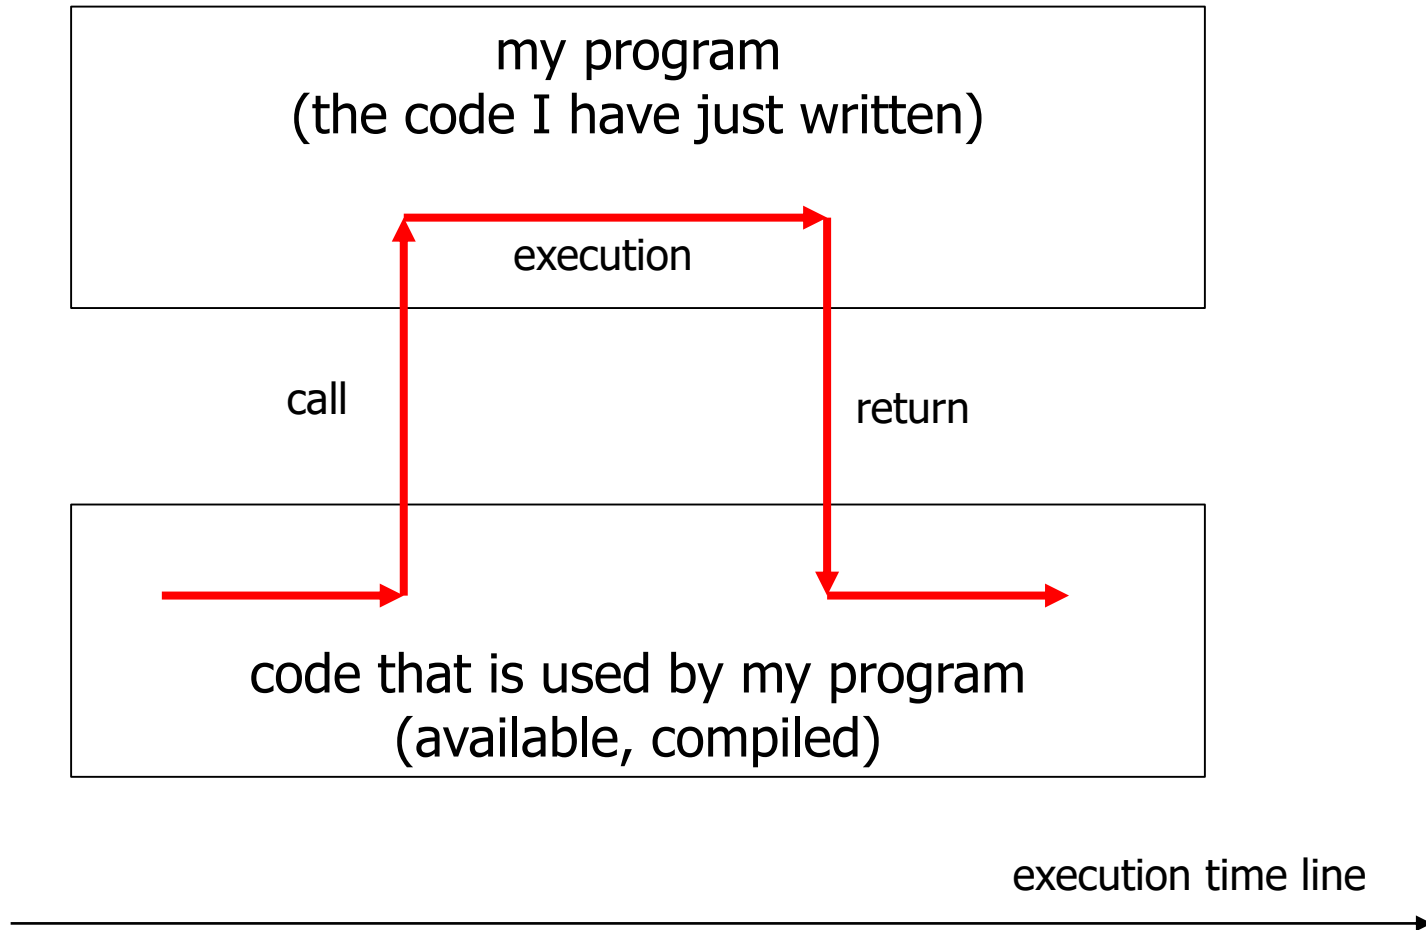 my program
(the code I have just written)
execution
call
return
code that is used by my program
(available, compiled)
execution time line